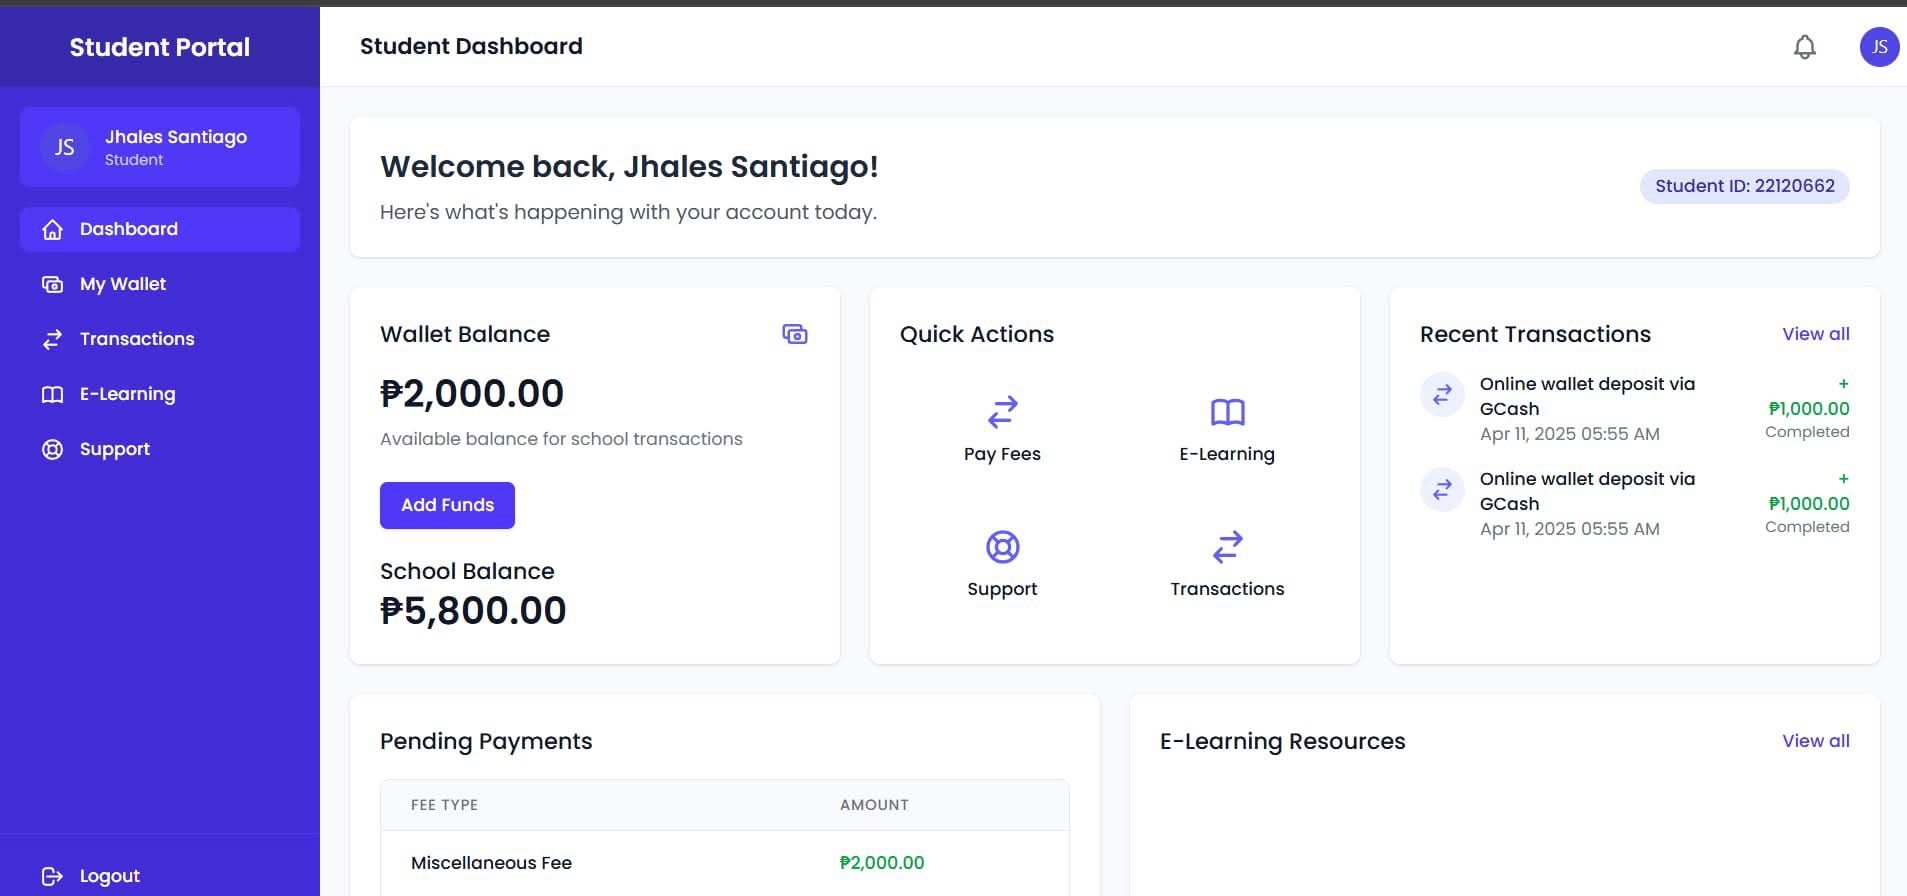 Student Portal
JS
Jhales Santiago
Student
Dashboard
My Wallet
Transactions
E-Learning
Support
Logout
Student Dashboard
JS
Welcome back, Jhales Santiago!
Here's what's happening with your account today.
Student ID: 22120662
Wallet Balance
₱2,000.00
Available balance for school transactions
Add Funds
School Balance
₱5,800.00
Quick Actions
Pay Fees
E-Learning
Support
Transactions
Recent Transactions
View all
Online wallet deposit via
GCash
Apr 11, 2025 05:55 AM
+
₱1,000.00
Completed
Online wallet deposit via
GCash
Apr 11, 2025 05:55 AM
+
₱1,000.00
Completed
Pending Payments
FEE TYPE AMOUNT
Miscellaneous Fee ₱2,000.00
E-Learning Resources
View all